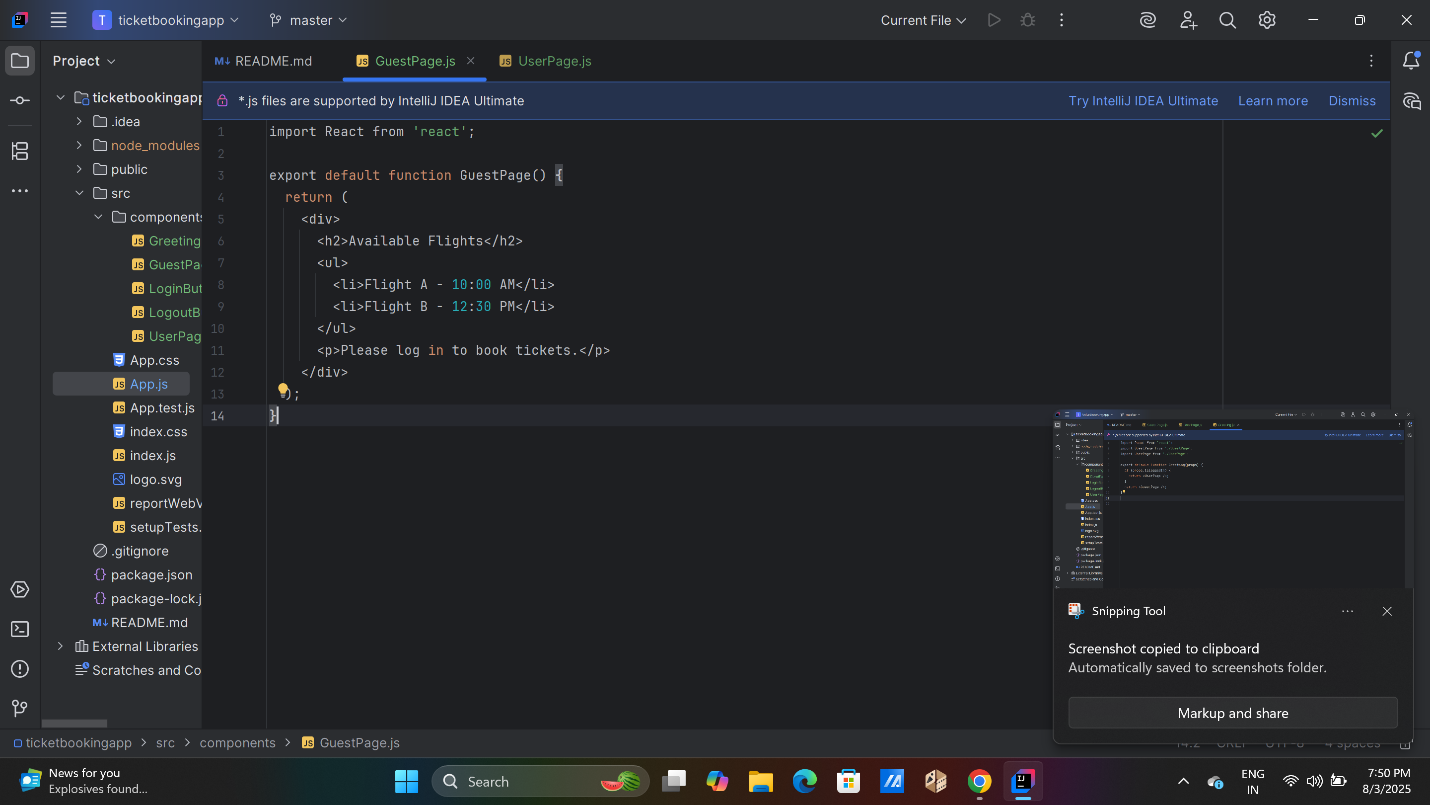 T ticketbookingapp
master
Current File
Project
README.md
GuestPage.js
UserPage.js
*.js files are supported by IntelliJ IDEA Ultimate
Try IntelliJ IDEA Ultimate
Learn more
Dismiss
ticketbookingapp
.idea
node_modules
public
src
components
Greeting
GuestPa
LoginBut
LogoutB
UserPag
App.css
App.js
App.test.js
index.css
index.js
logo.svg
reportWebV
setupTests.
.gitignore
package.json
package-lock.j
README.md
External Libraries
Scratches and Co
1 import React from 'react';
2
3 export default function GuestPage() {
4 return (
5 <div>
6 <h2>Available Flights</h2>
7 <ul>
8 <li>Flight A - 10:00 AM</li>
9 <li>Flight B - 12:30 PM</li>
10 </ul>
11 <p>Please log in to book tickets.</p>
12 </div>
13 );
14 }
Snipping Tool
Screenshot copied to clipboard
Automatically saved to screenshots folder.
Markup and share
ticketbookingapp > src > components > GuestPage.js
News for you
Explosives found...
Search
ENG
IN
7:50 PM
8/3/2025